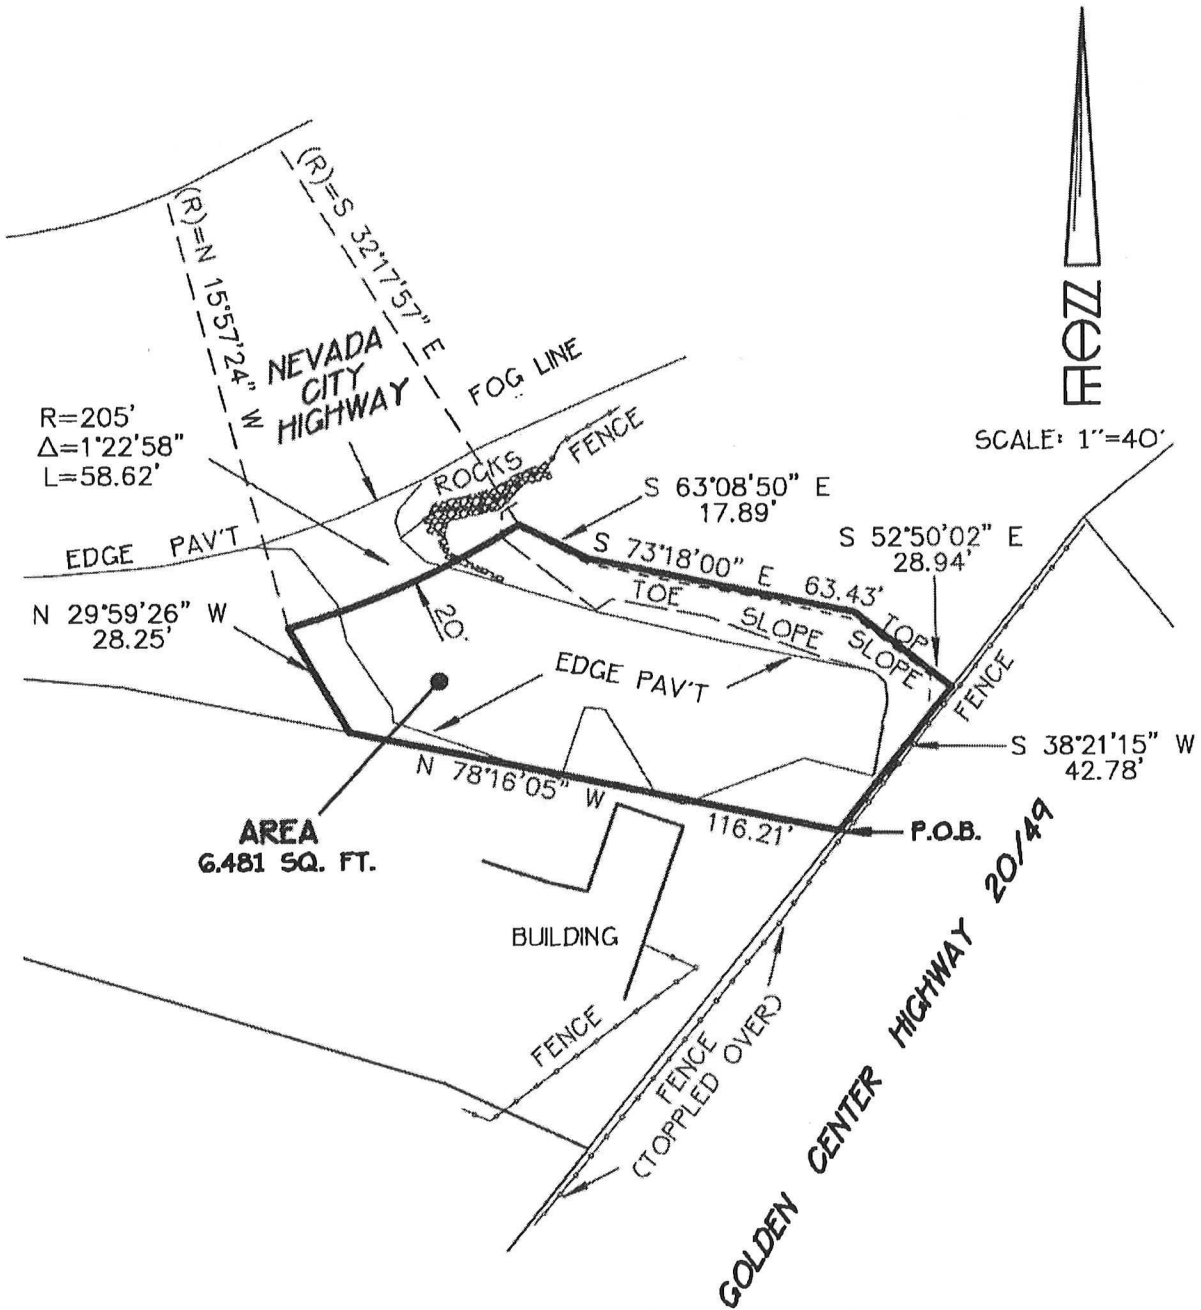 (R)=N 15°57'24" W
(R)=S 32°17'57" E
NEVADA
CITY
HIGHWAY
FOG LINE
SCALE: 1"=40'
R=205'
Δ=1°22'58"
L=58.62'
ROCKS
FENCE
S 63°08'50" E
17.89'
EDGE PAV'T
S 73°18'00" E 63.43'
S 52°50'02" E
28.94'
N 29°59'26" W
28.25'
20'
TOE SLOPE
TOP
SLOPE
EDGE PAV'T
FENCE
S 38°21'15" W
42.78'
N 78°16'05" W 116.21'
P.O.B.
AREA
6.481 SQ. FT.
BUILDING
FENCE
FENCE
(TOPPLED OVER)
GOLDEN CENTER HIGHWAY 20/49